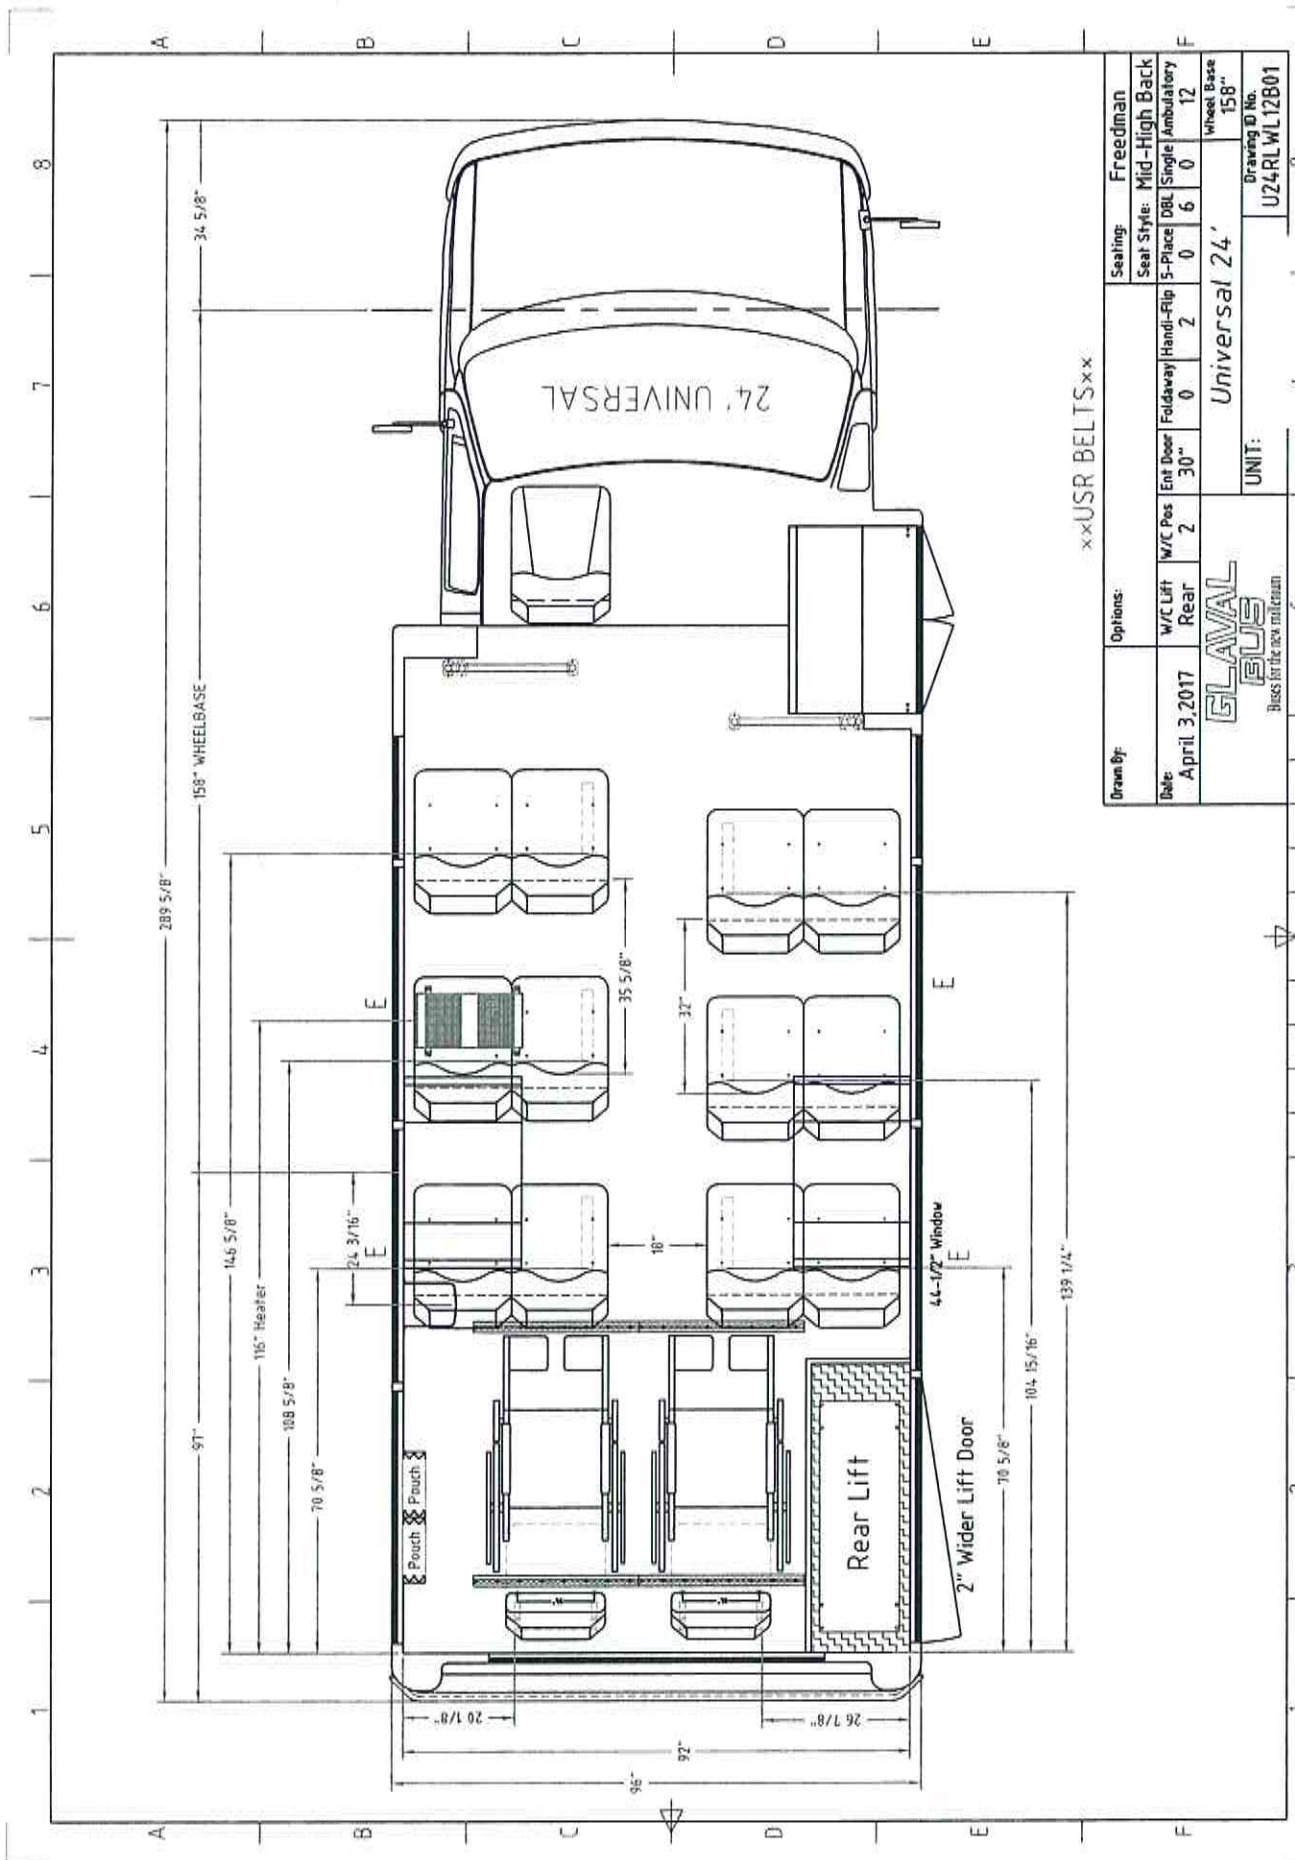 A
B
C
D
E
F
8
7
6
5
4
3
2
1
289 5/8"
34 5/8"
158" WHEELBASE
97"
146 5/8"
116" Heater
108 5/8"
70 5/8"
24 3/16"
35 5/8"
32"
18"
E
E
E
E
24' UNIVERSAL
Pouch
Pouch
Rear Lift
2" Wider Lift Door
44-1/2" Window
70 5/8"
104 15/16"
139 1/4"
20 1/8"
26 7/8"
92"
96"
xxUSR BELTSxx
Drawn By:
Options:
Seating: Freedman
Seat Style: Mid-High Back
Date: April 3,2017
W/C Lift Rear
W/C Pos 2
Ent Door 30"
Foldaway 0
Handi-Flip 2
5-Place 0
DBL 6
Single 0
Ambulatory 12
GLAVAL
BUS
Buses for the new millenium
Universal 24'
Wheel Base
158"
UNIT:
Drawing ID No.
U24RLWL12B01
A
B
C
D
E
F